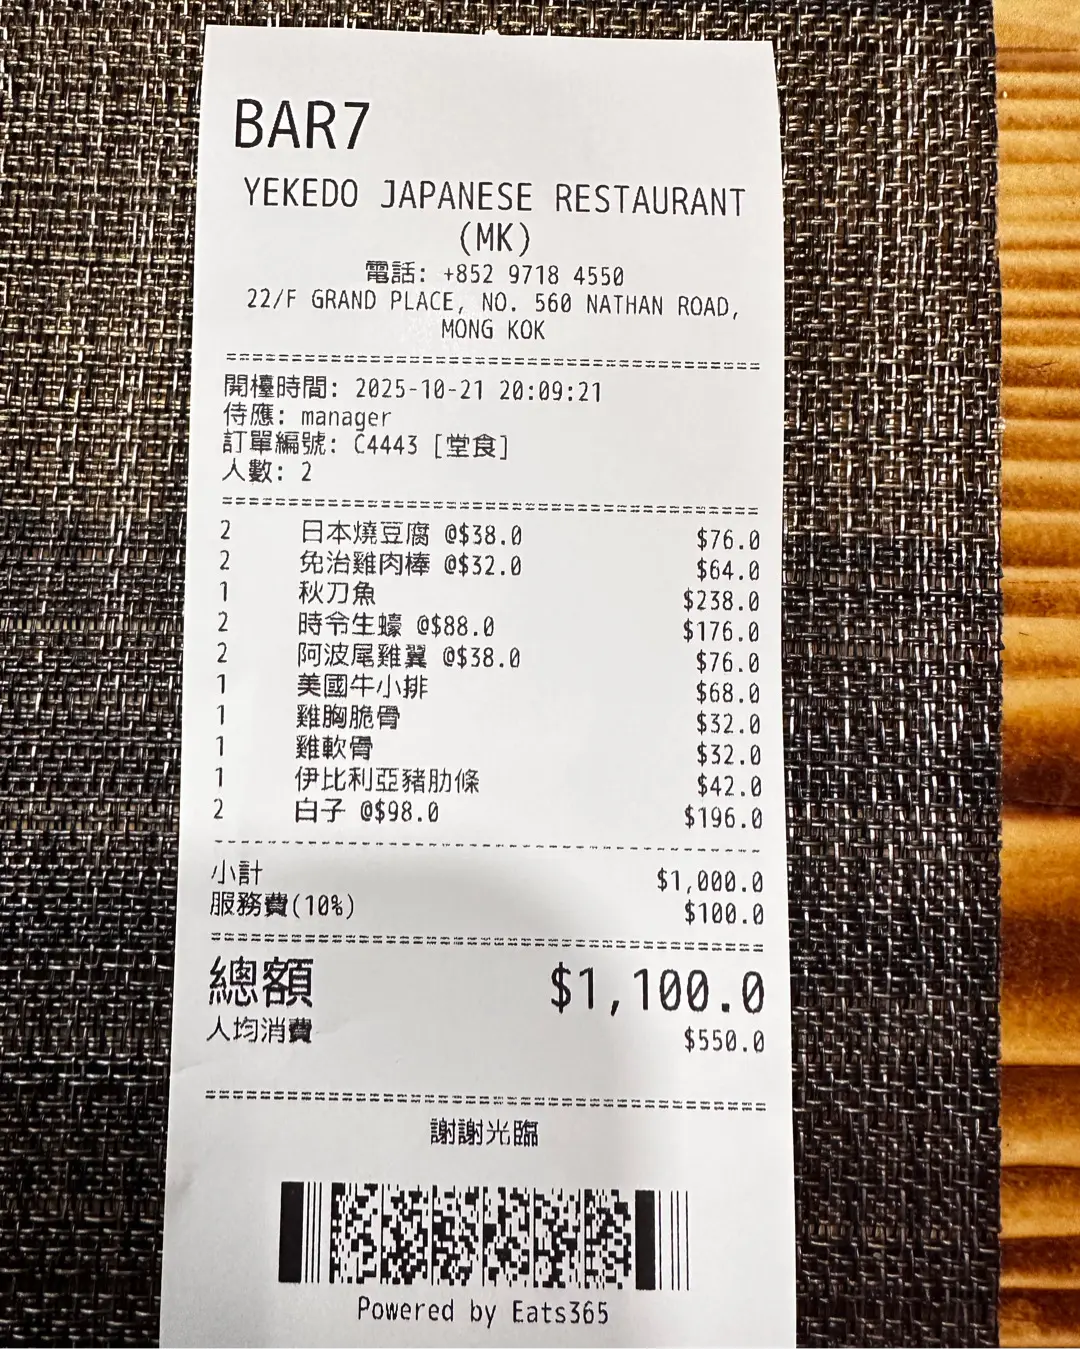 BAR7
YEKEDO JAPANESE RESTAURANT
(MK)
電話: +852 9718 4550
22/F GRAND PLACE, NO. 560 NATHAN ROAD,
MONG KOK
開檯時間: 2025-10-21 20:09:21
侍應: manager
訂單編號: C4443 [堂食]
人數: 2
2 日本燒豆腐 @$38.0 $76.0
2 免治雞肉棒 @$32.0 $64.0
1 秋刀魚 $238.0
2 時令生蠔 @$88.0 $176.0
2 阿波尾雞翼 @$38.0 $76.0
1 美國牛小排 $68.0
1 雞胸脆骨 $32.0
1 雞軟骨 $32.0
1 伊比利亞豬肋條 $42.0
2 白子 @$98.0 $196.0
小計 $1,000.0
服務費(10%) $100.0
總額 $1,100.0
人均消費 $550.0
謝謝光臨
Powered by Eats365